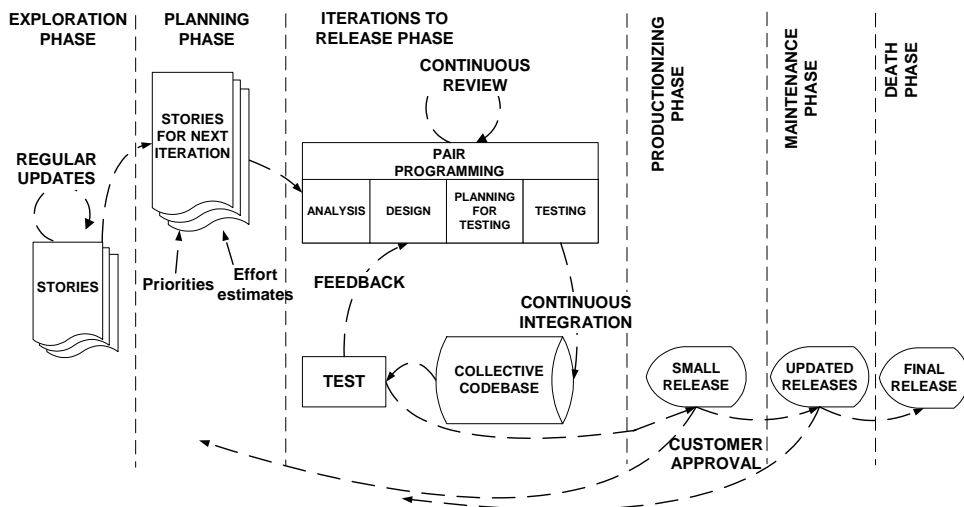 EXPLORATION
PHASE
PLANNING
PHASE
ITERATIONS TO
RELEASE PHASE
PRODUCTIONIZING
PHASE
MAINTENANCE
PHASE
DEATH
PHASE
CONTINUOUS
REVIEW
STORIES
FOR NEXT
ITERATION
REGULAR
UPDATES
PAIR
PROGRAMMING
ANALYSIS
DESIGN
PLANNING
FOR
TESTING
TESTING
STORIES
Priorities
Effort
estimates
FEEDBACK
CONTINUOUS
INTEGRATION
TEST
COLLECTIVE
CODEBASE
SMALL
RELEASE
UPDATED
RELEASES
FINAL
RELEASE
CUSTOMER
APPROVAL